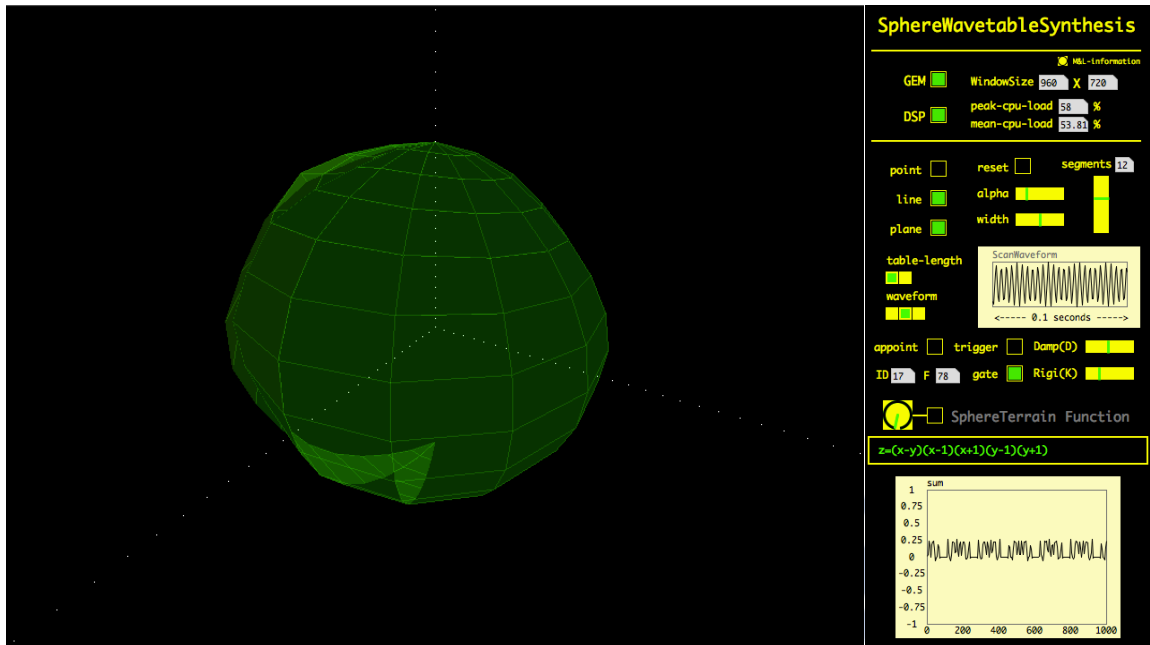 SphereWavetableSynthesis
M&L-information
GEM WindowSize 960 X 720
DSP peak-cpu-load 58 %
mean-cpu-load 53.81 %
point reset segments 12
line alpha
plane width
table-length
waveform
ScanWaveform
<----- 0.1 seconds ----->
appoint trigger Damp(D)
ID 17 F 78 gate Rigi(K)
SphereTerrain Function
z=(x-y)(x-1)(x+1)(y-1)(y+1)
sum
1
0.75
0.5
0.25
0
-0.25
-0.5
-0.75
-1
0 200 400 600 800 1000